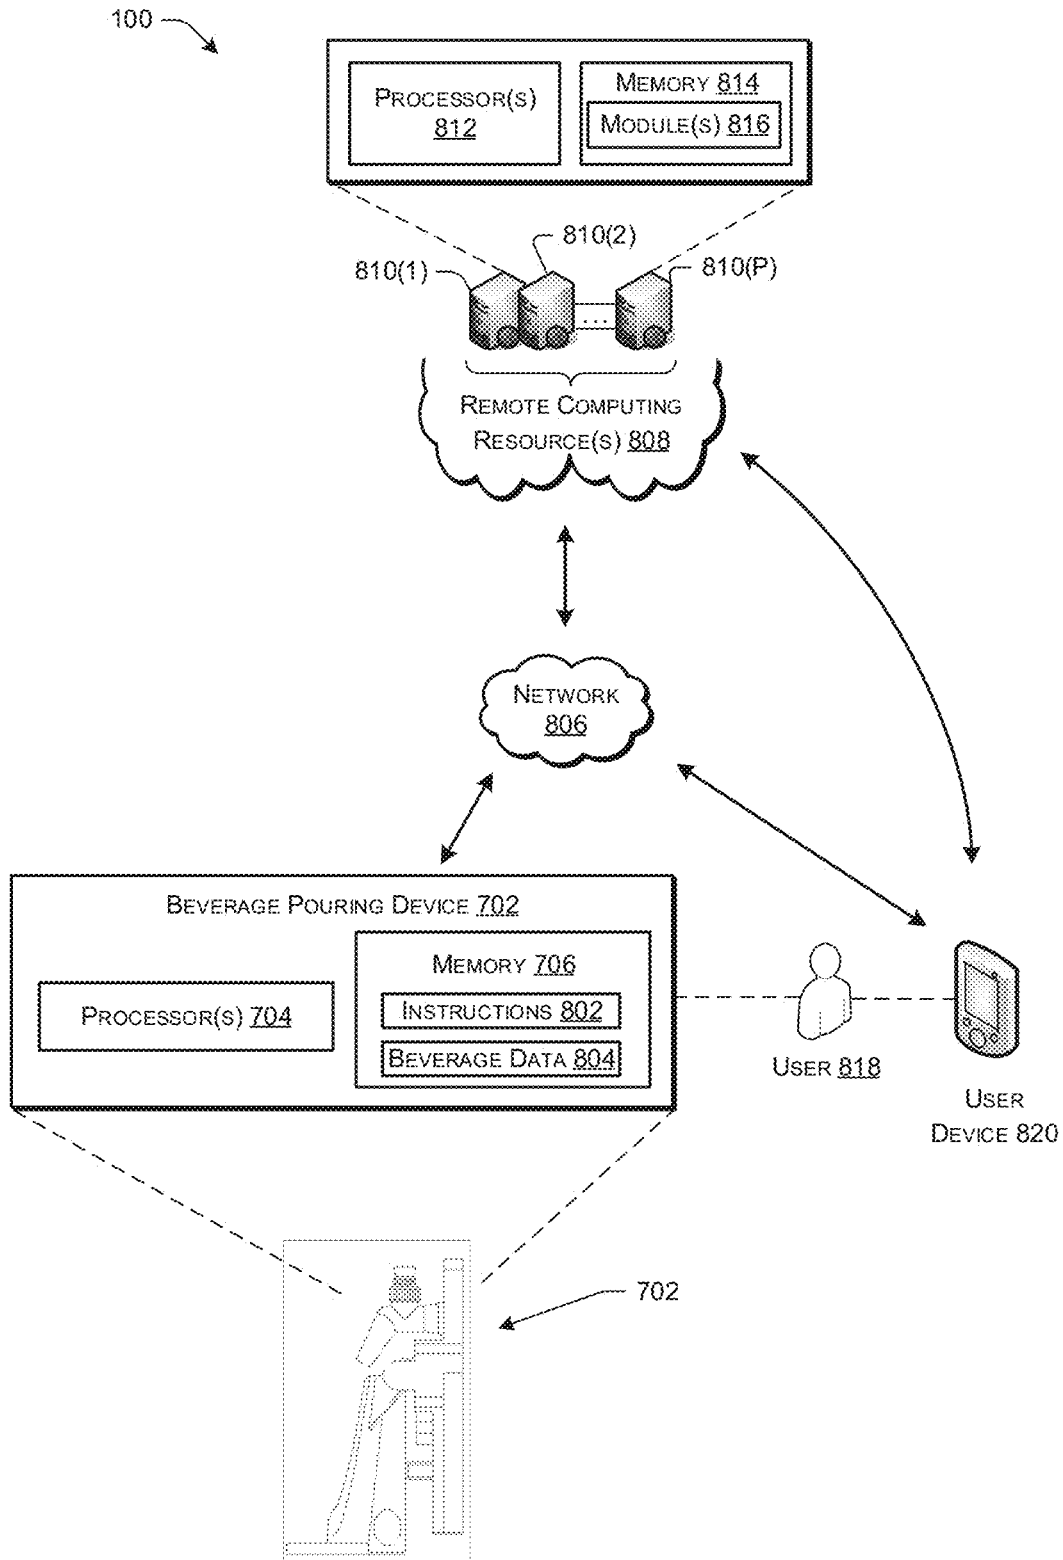 100
PROCESSOR(S)
812
MEMORY 814
MODULE(S) 816
810(1)
810(2)
810(P)
...
REMOTE COMPUTING
RESOURCE(S) 808
NETWORK
806
BEVERAGE POURING DEVICE 702
PROCESSOR(S) 704
MEMORY 706
INSTRUCTIONS 802
BEVERAGE DATA 804
USER 818
USER
DEVICE 820
702